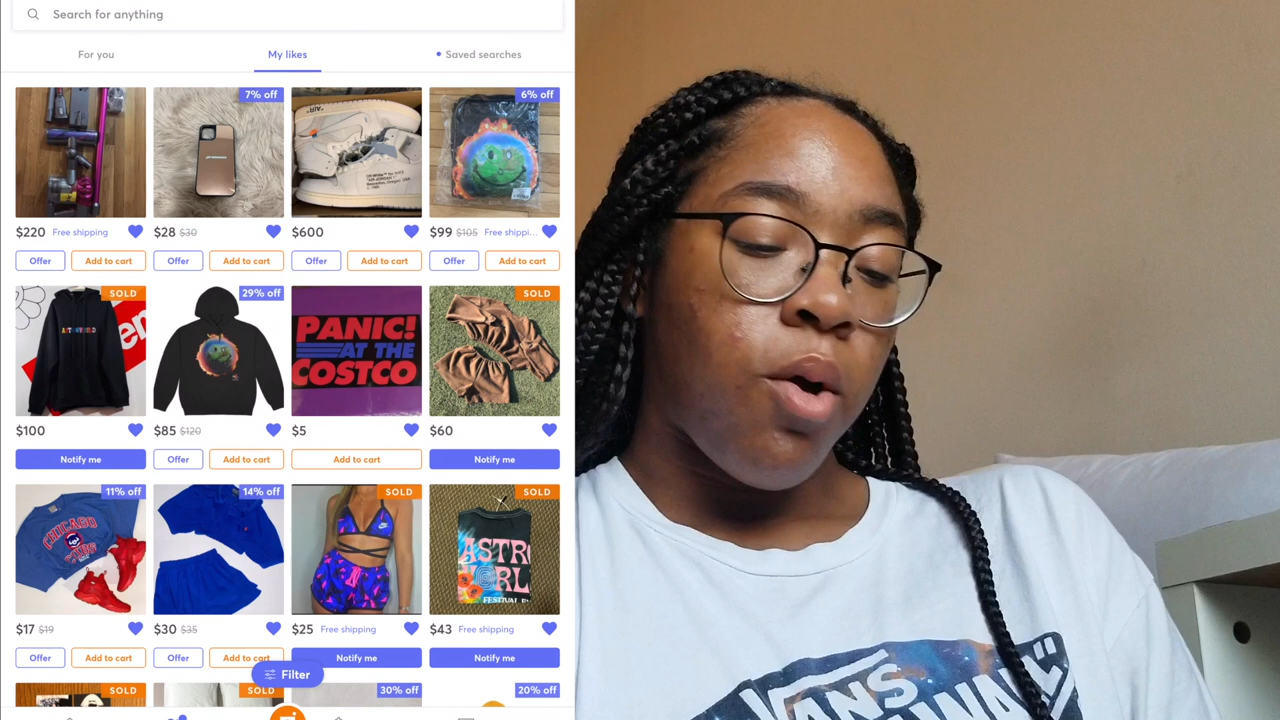 Search for anything
For you
My likes
Saved searches
7% off
6% off
"AIR"
$220 Free shipping
$28 $30
$600
$99 $105 Free shippi...
Offer
Add to cart
Offer
Add to cart
Offer
Add to cart
Offer
Add to cart
SOLD
29% off
SOLD
PANIC!
AT THE
COSTCO
$100
$85 $120
$5
$60
Notify me
Offer
Add to cart
Add to cart
Notify me
11% off
14% off
SOLD
SOLD
CHICAGO
CUBS
ASTRO
WORL
FESTIVAL
$17 $19
$30 $35
$25 Free shipping
$43 Free shipping
Offer
Add to cart
Offer
Add to cart
Notify me
Notify me
Filter
SOLD
SOLD
30% off
20% off
VANS